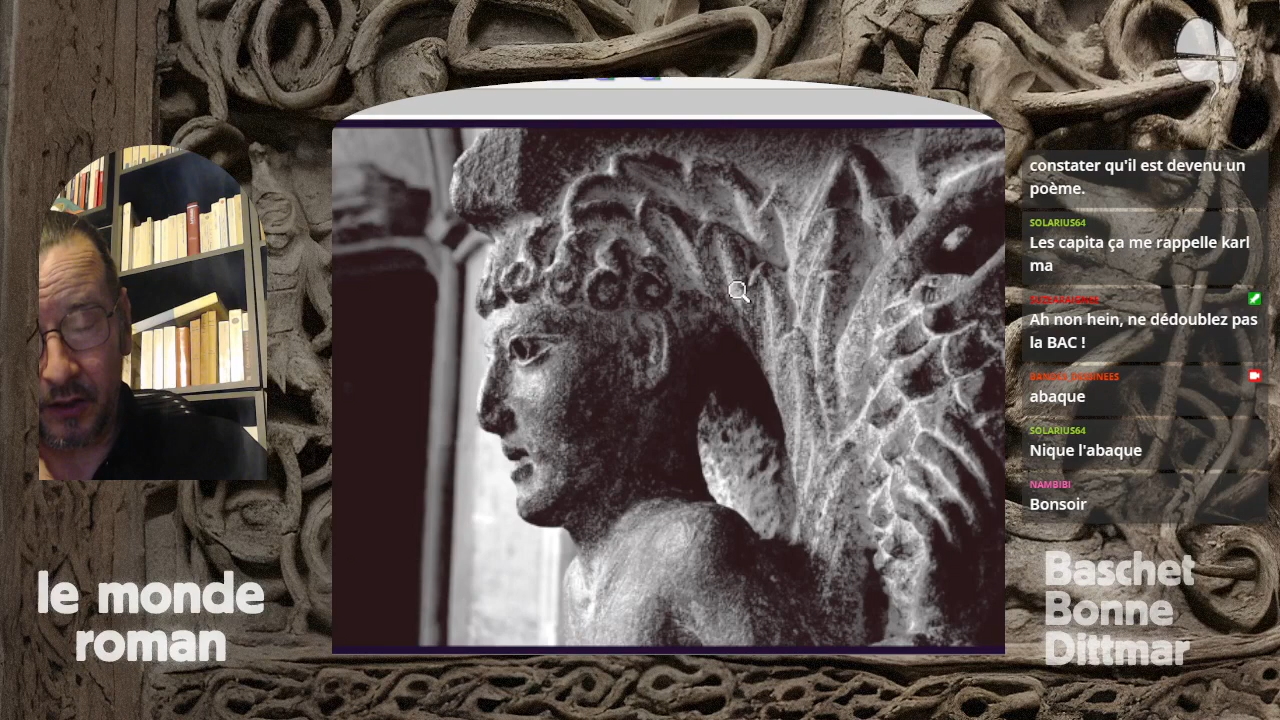 constater qu'il est devenu un
poème.
SOLARIUS64
Les capita ça me rappelle karl
ma
Ah non hein, ne dédoublez pas
la BAC !
abaque
SOLARIUS64
Nique l'abaque
NAMBIBI
Bonsoir
le monde
roman
Baschet
Bonne
Dittmar